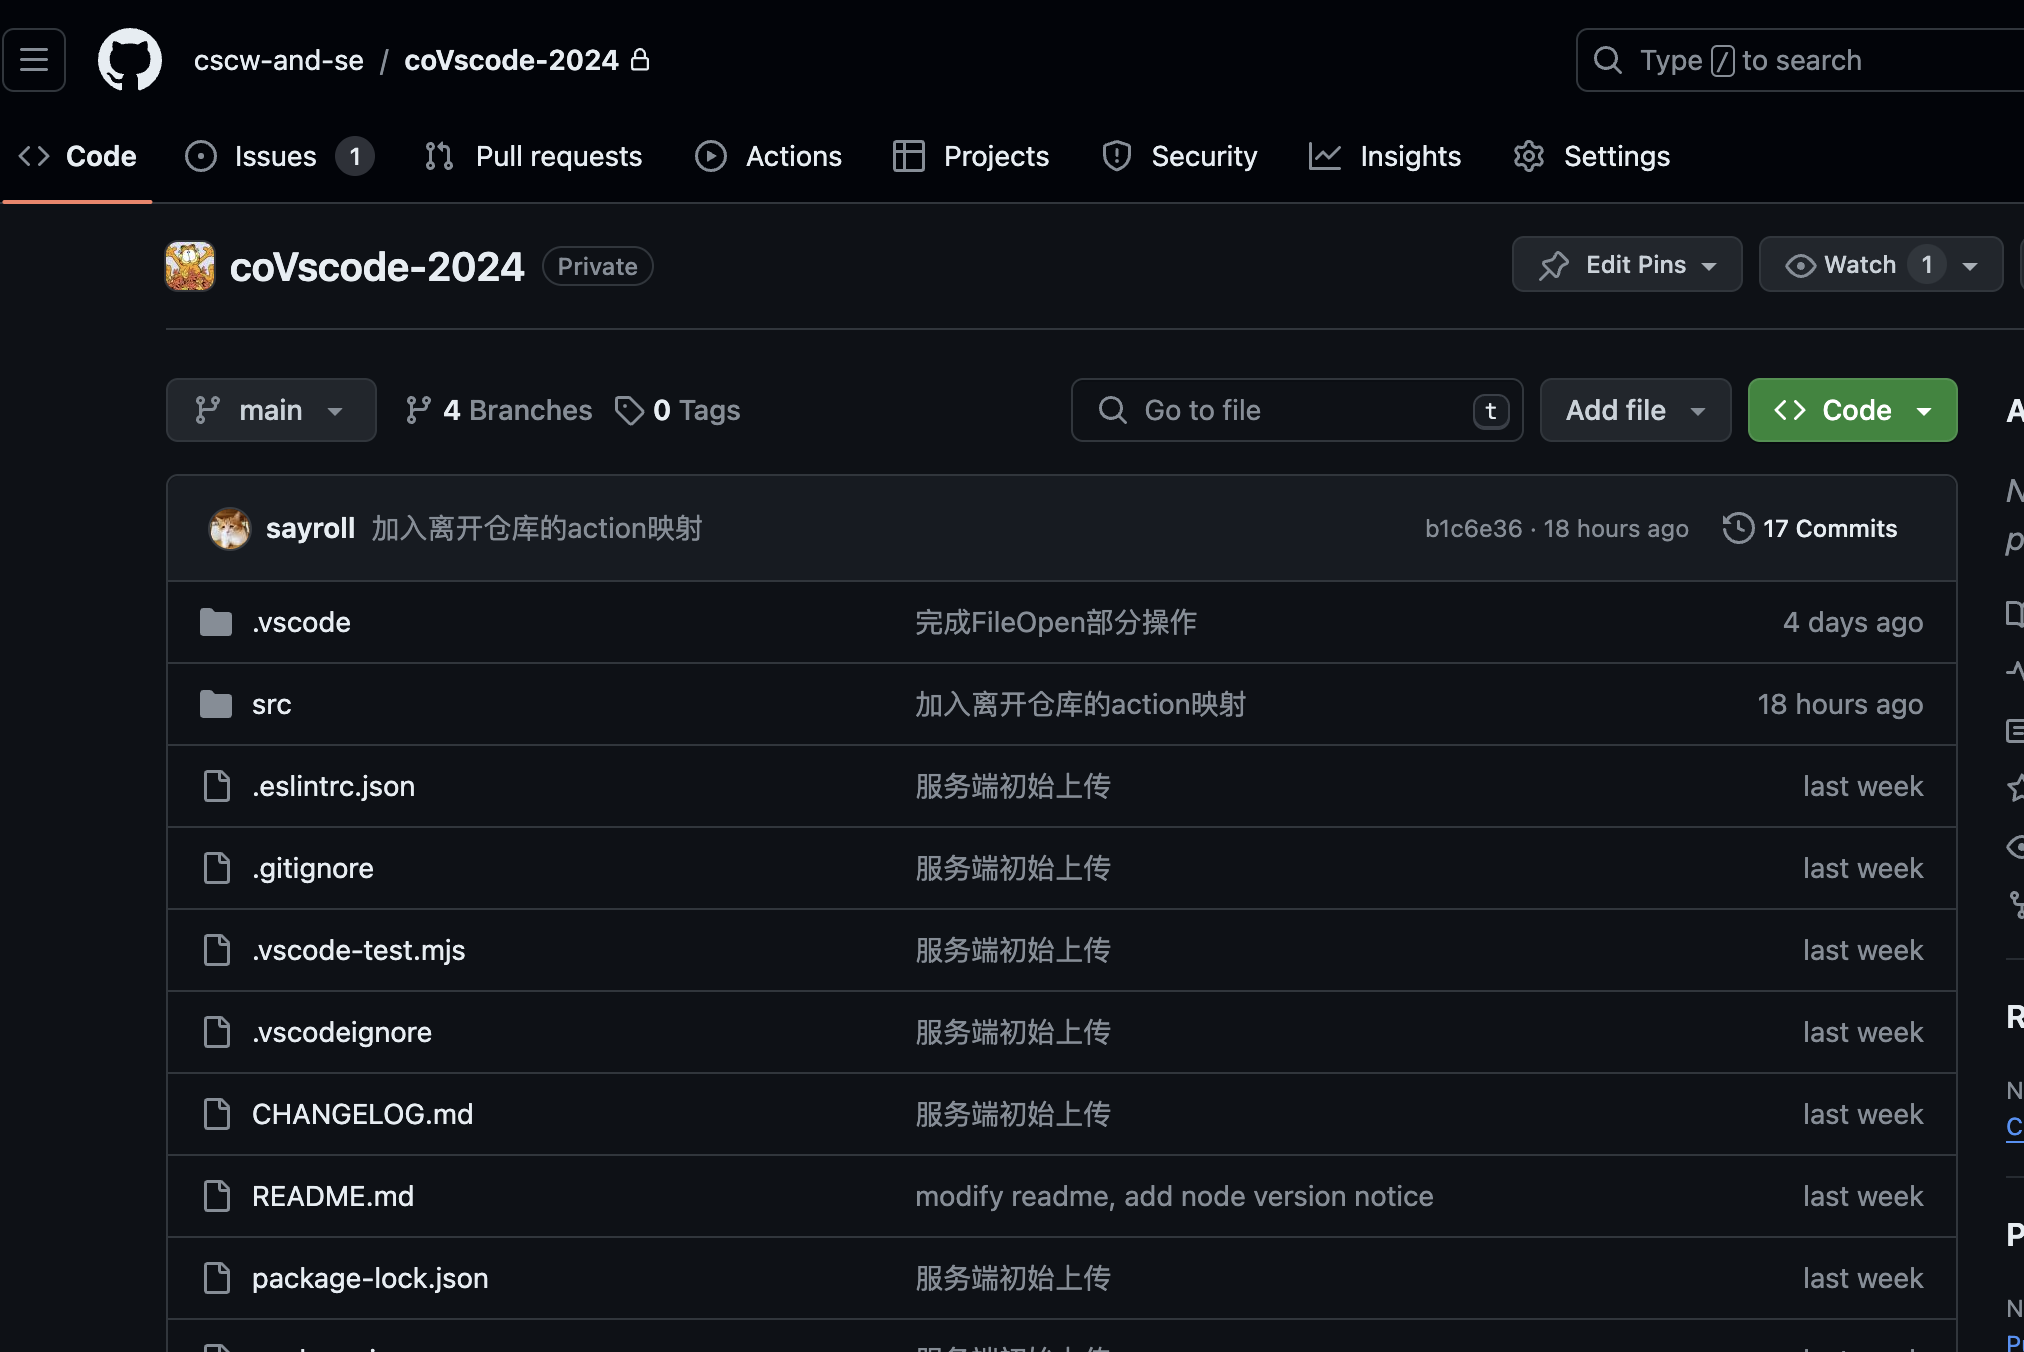 cscw-and-se / coVscode-2024
Type / to search
Code
Issues 1
Pull requests
Actions
Projects
Security
Insights
Settings
coVscode-2024 Private
Edit Pins
Watch 1
main
4 Branches
0 Tags
Go to file t
Add file
Code
sayroll 加入离开仓库的action映射 b1c6e36 · 18 hours ago 17 Commits
.vscode 完成FileOpen部分操作 4 days ago
src 加入离开仓库的action映射 18 hours ago
.eslintrc.json 服务端初始上传 last week
.gitignore 服务端初始上传 last week
.vscode-test.mjs 服务端初始上传 last week
.vscodeignore 服务端初始上传 last week
CHANGELOG.md 服务端初始上传 last week
README.md modify readme, add node version notice last week
package-lock.json 服务端初始上传 last week